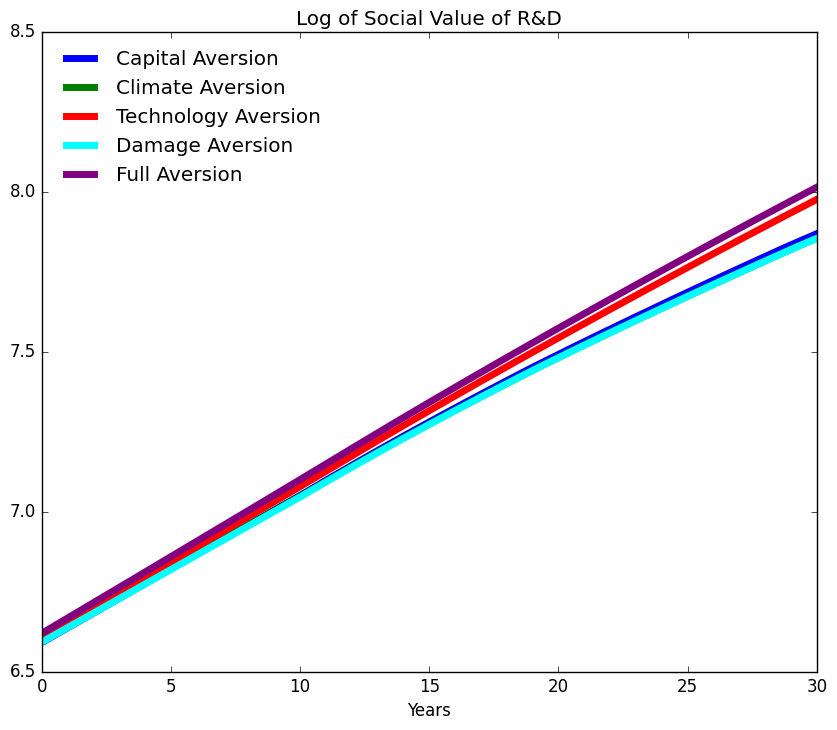 Log of Social Value of R&D
8.5
Capital Aversion
Climate Aversion
Technology Aversion
Damage Aversion
Full Aversion
8.0
7.5
7.0
6.5
0 5 10 15 20 25 30
Years